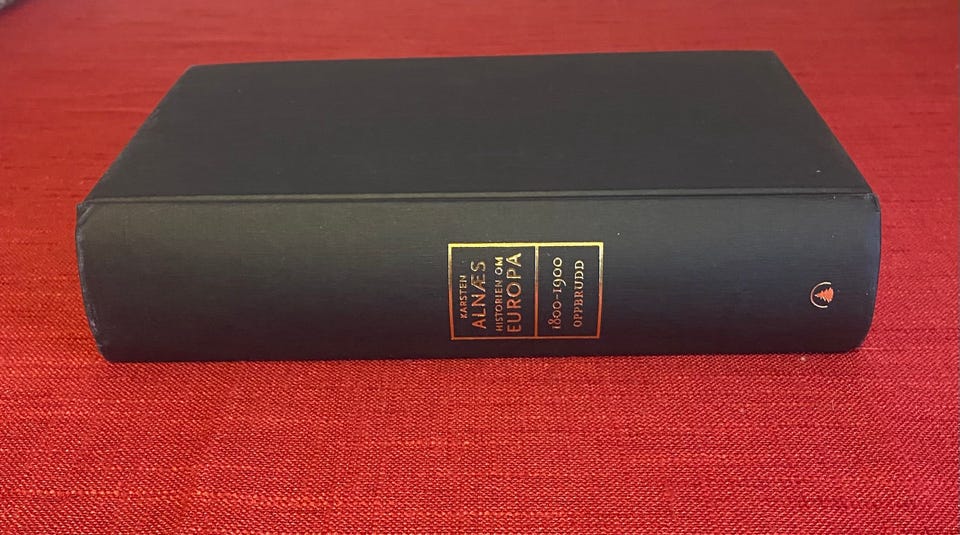 KARSTEN
ALNÆS
HISTORIEN OM
EUROPA
1800-1900
OPPBRUDD